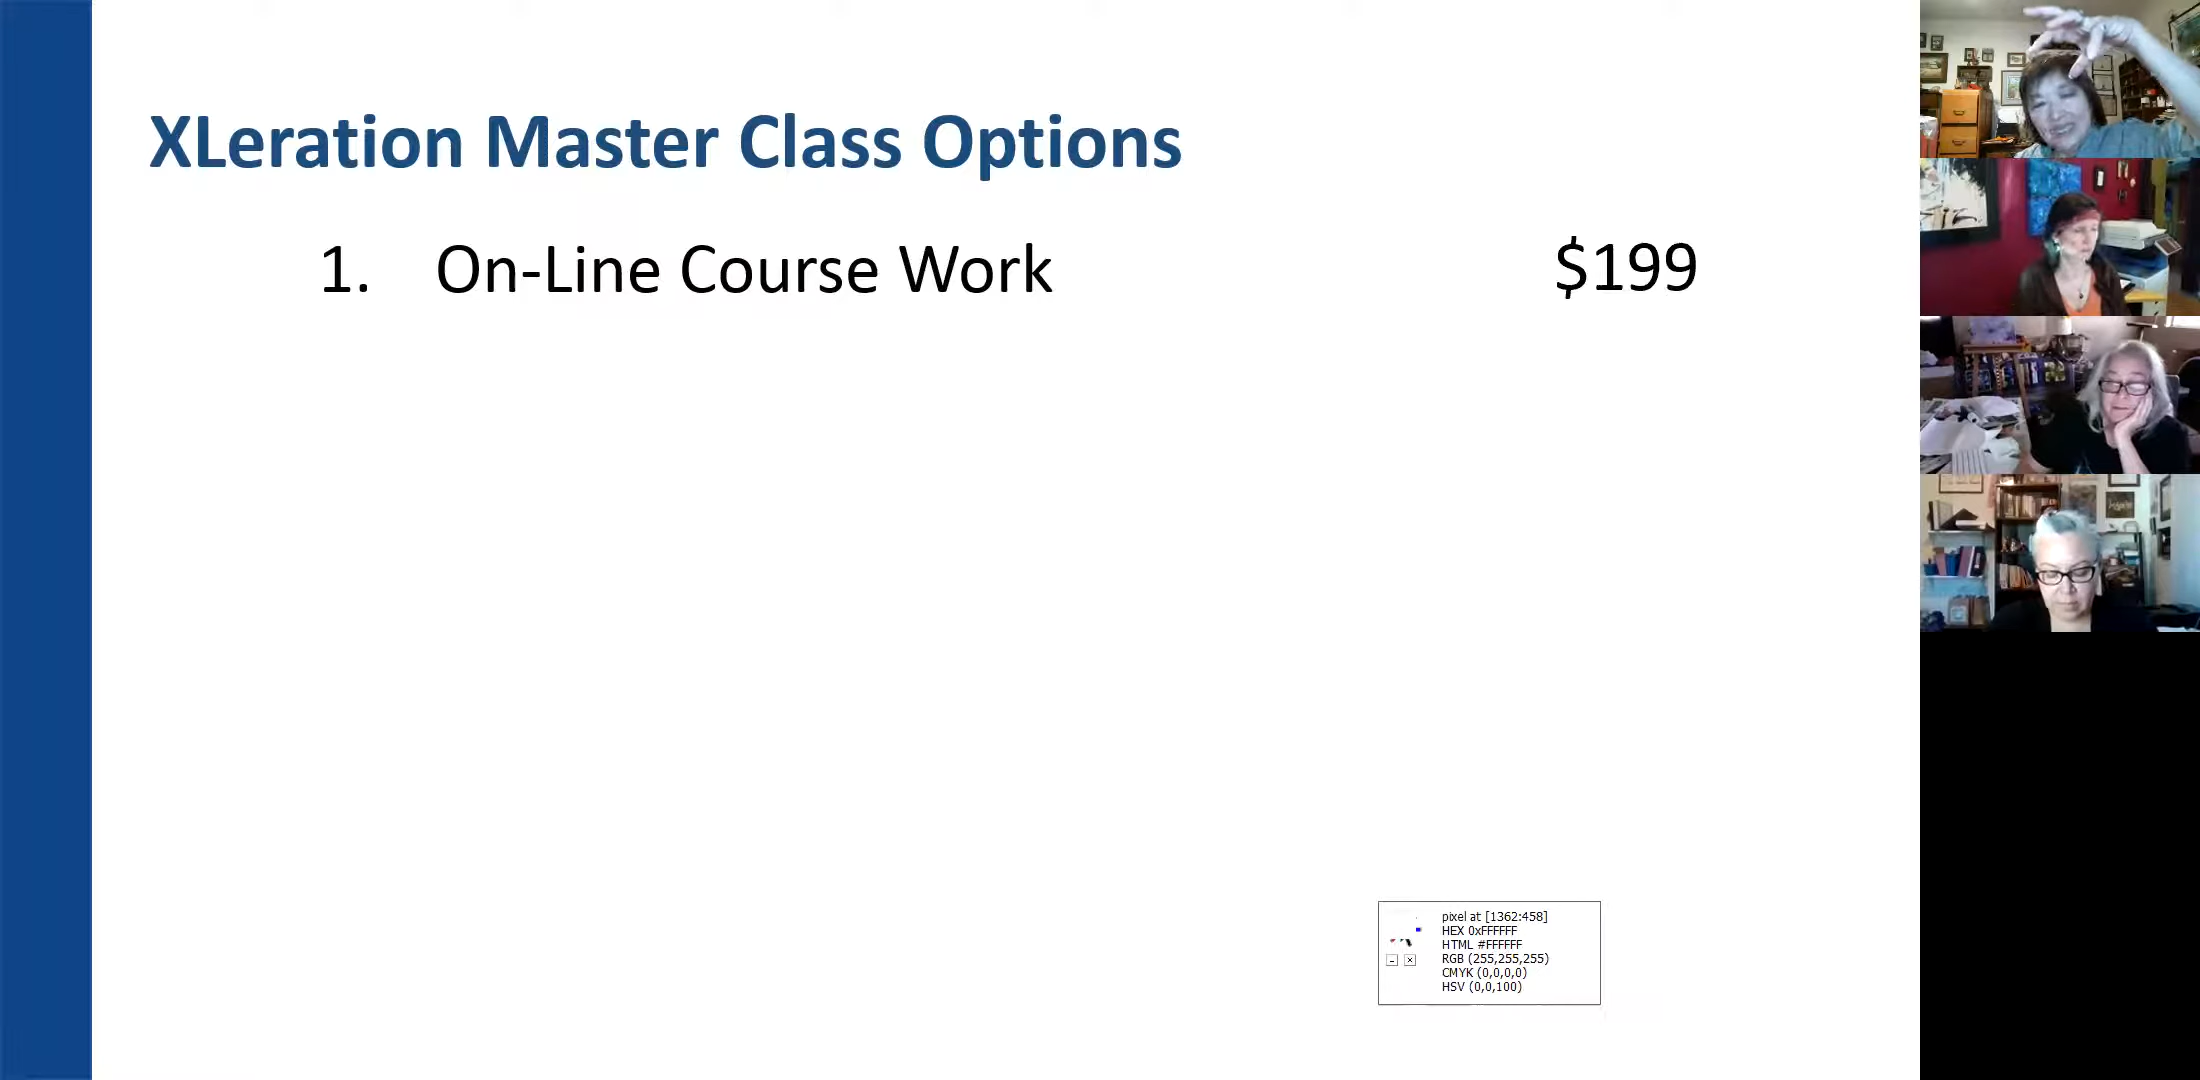 XLeration Master Class Options
1. On-Line Course Work $199
pixel at [1362:458]
HEX 0xFFFFFF
HTML #FFFFFF
RGB (255,255,255)
CMYK (0,0,0,0)
HSV (0,0,100)